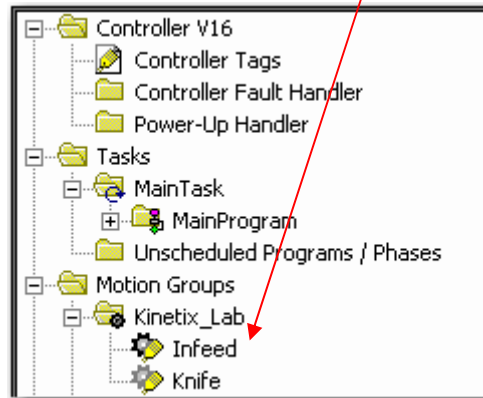 Controller V16
Controller Tags
Controller Fault Handler
Power-Up Handler
Tasks
MainTask
MainProgram
Unscheduled Programs / Phases
Motion Groups
Kinetix_Lab
Infeed
Knife